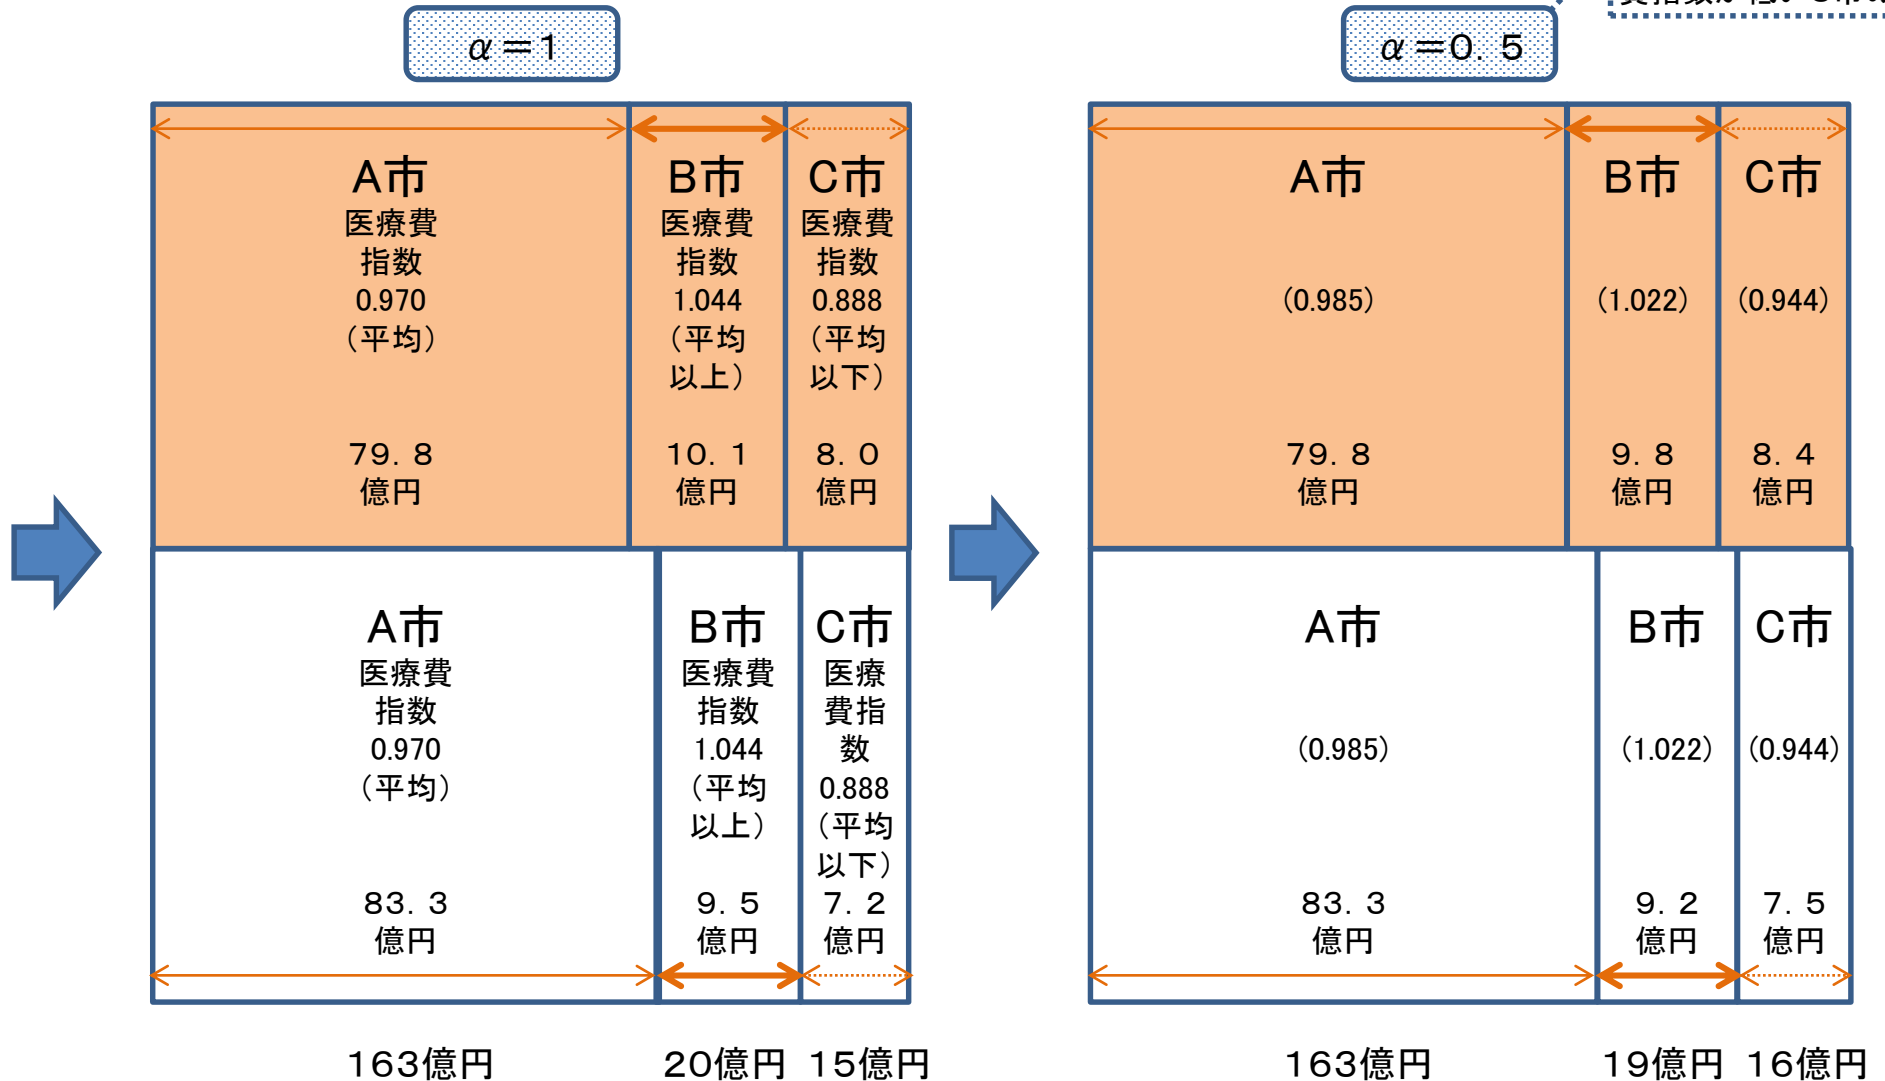 α＝1
A市
医療費
指数
0.970
（平均）
79．8
億円
B市
医療費
指数
1.044
（平均
以上）
10．1
億円
C市
医療費
指数
0.888
（平均
以下）
8．0
億円
A市
医療費
指数
0.970
（平均）
83．3
億円
B市
医療費
指数
1.044
（平均
以上）
9．5
億円
C市
医療
費指
数
0.888
（平均
以下）
7．2
億円
163億円
20億円
15億円
α＝0．5
A市
（0.985）
79．8
億円
B市
（1.022）
9．8
億円
C市
（0.944）
8．4
億円
A市
（0.985）
83．3
億円
B市
（1.022）
9．2
億円
C市
（0.944）
7．5
億円
163億円
19億円
16億円